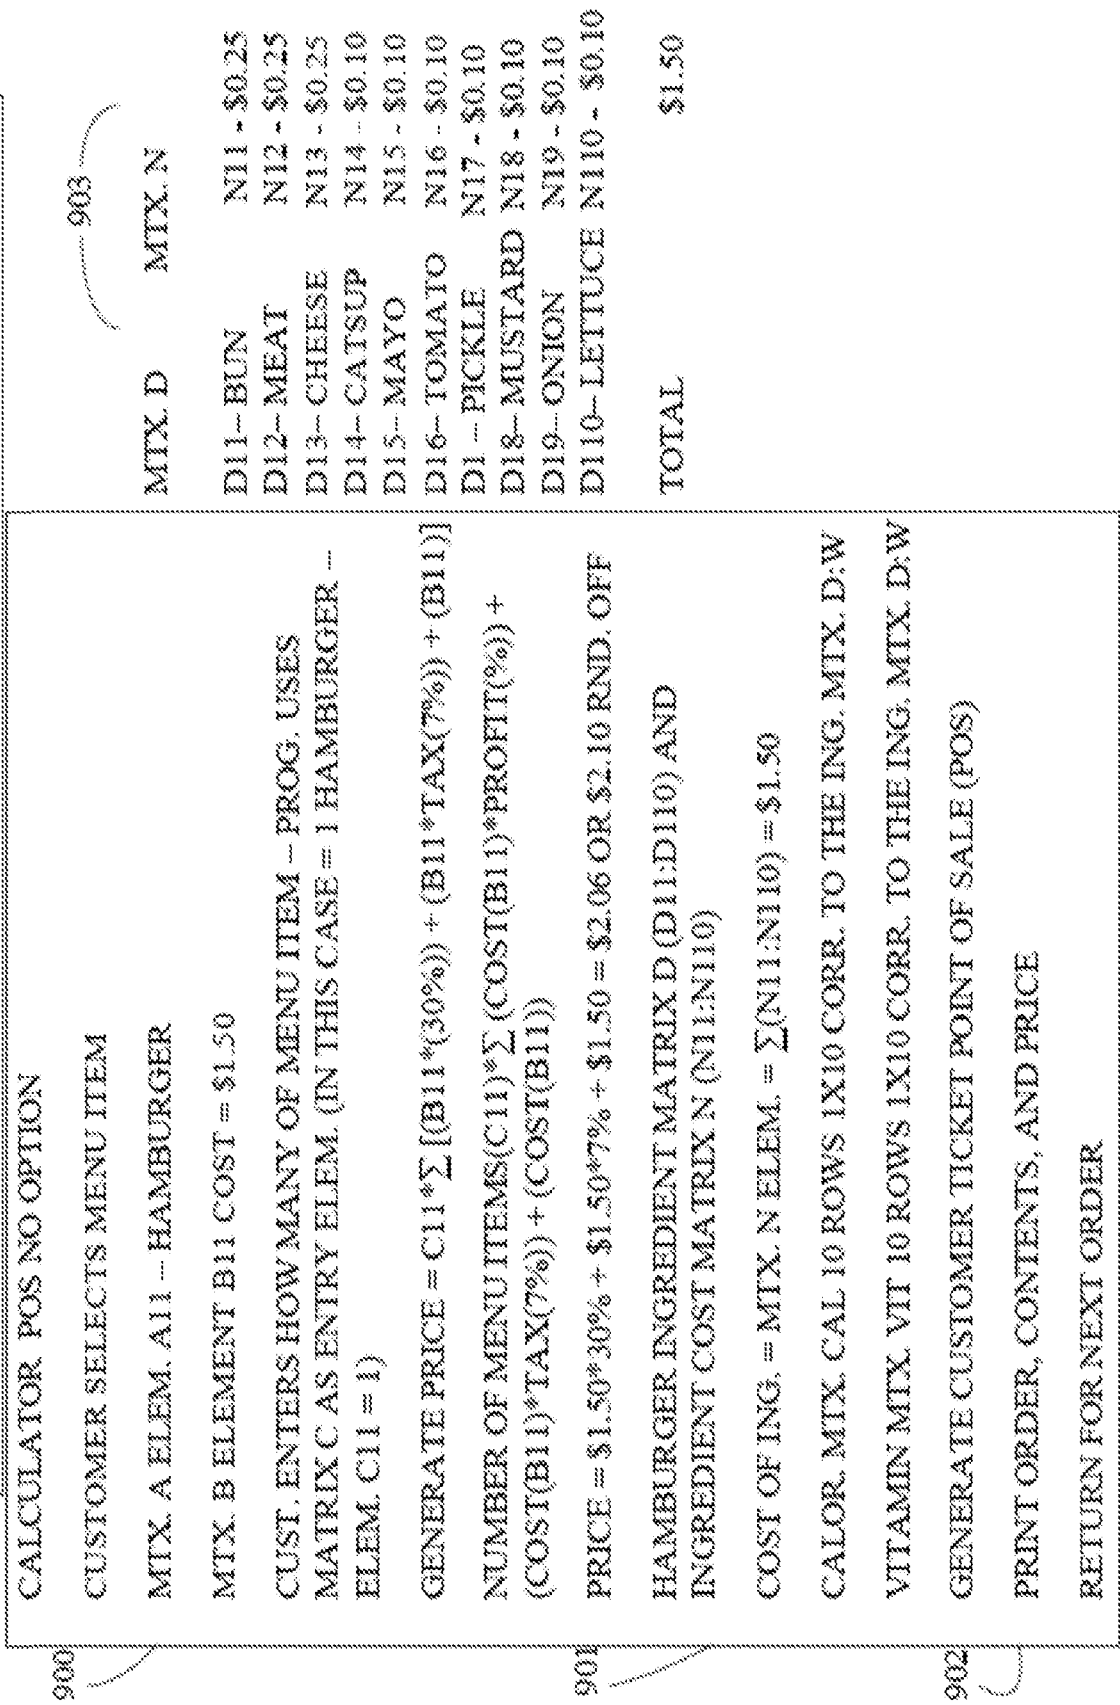 900
CALCULATOR POS NO OPTION
CUSTOMER SELECTS MENU ITEM
MTX. A ELEM. A11 -- HAMBURGER
MTX. B ELEMENT B11 COST = $1.50
CUST. ENTERS HOW MANY OF MENU ITEM – PROG. USES
MATRIX C AS ENTRY ELEM. (IN THIS CASE = 1 HAMBURGER --
ELEM. C11 = 1)
GENERATE PRICE = C11*∑ [(B11*(30%)) + (B11*TAX(7%)) + (B11)]
NUMBER OF MENU ITEMS(C11)*∑ (COST(B11)*PROFIT(%)) +
(COST(B11)*TAX(7%)) + (COST(B11))
901
PRICE = $1.50*30% + $1.50*7% + $1.50 = $2.06 OR $2.10 RND. OFF
HAMBURGER INGREDIENT MATRIX D (D11:D110) AND
INGREDIENT COST MATRIX N (N11:N110)
COST OF ING. = MTX. N ELEM. = ∑(N11:N110) = $1.50
CALOR. MTX. CAL 10 ROWS 1X10 CORR. TO THE ING. MTX. D:W
VITAMIN MTX. VIT 10 ROWS 1X10 CORR. TO THE ING. MTX. D:W
902
GENERATE CUSTOMER TICKET POINT OF SALE (POS)
PRINT ORDER, CONTENTS, AND PRICE
RETURN FOR NEXT ORDER
903
MTX. D MTX. N
D11-- BUN N11 - $0.25
D12-- MEAT N12 - $0.25
D13-- CHEESE N13 - $0.25
D14-- CATSUP N14 -- $0.10
D15-- MAYO N15 - $0.10
D16-- TOMATO N16 - $0.10
D1 -- PICKLE N17 - $0.10
D18-- MUSTARD N18 - $0.10
D19-- ONION N19 - $0.10
D110-- LETTUCE N110 - $0.10
TOTAL $1.50